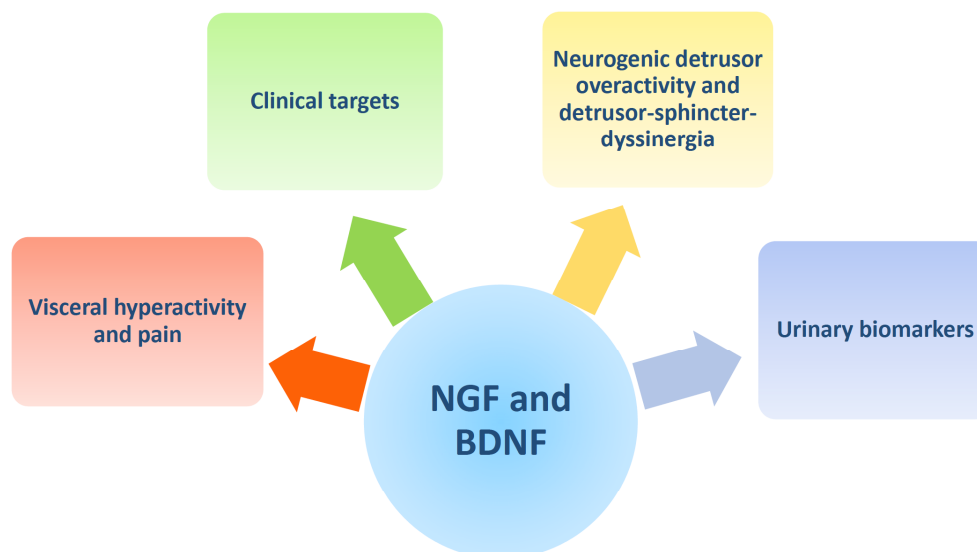 Clinical targets
Neurogenic detrusor
overactivity and
detrusor-sphincter-
dyssinergia
Visceral hyperactivity
and pain
Urinary biomarkers
NGF and
BDNF